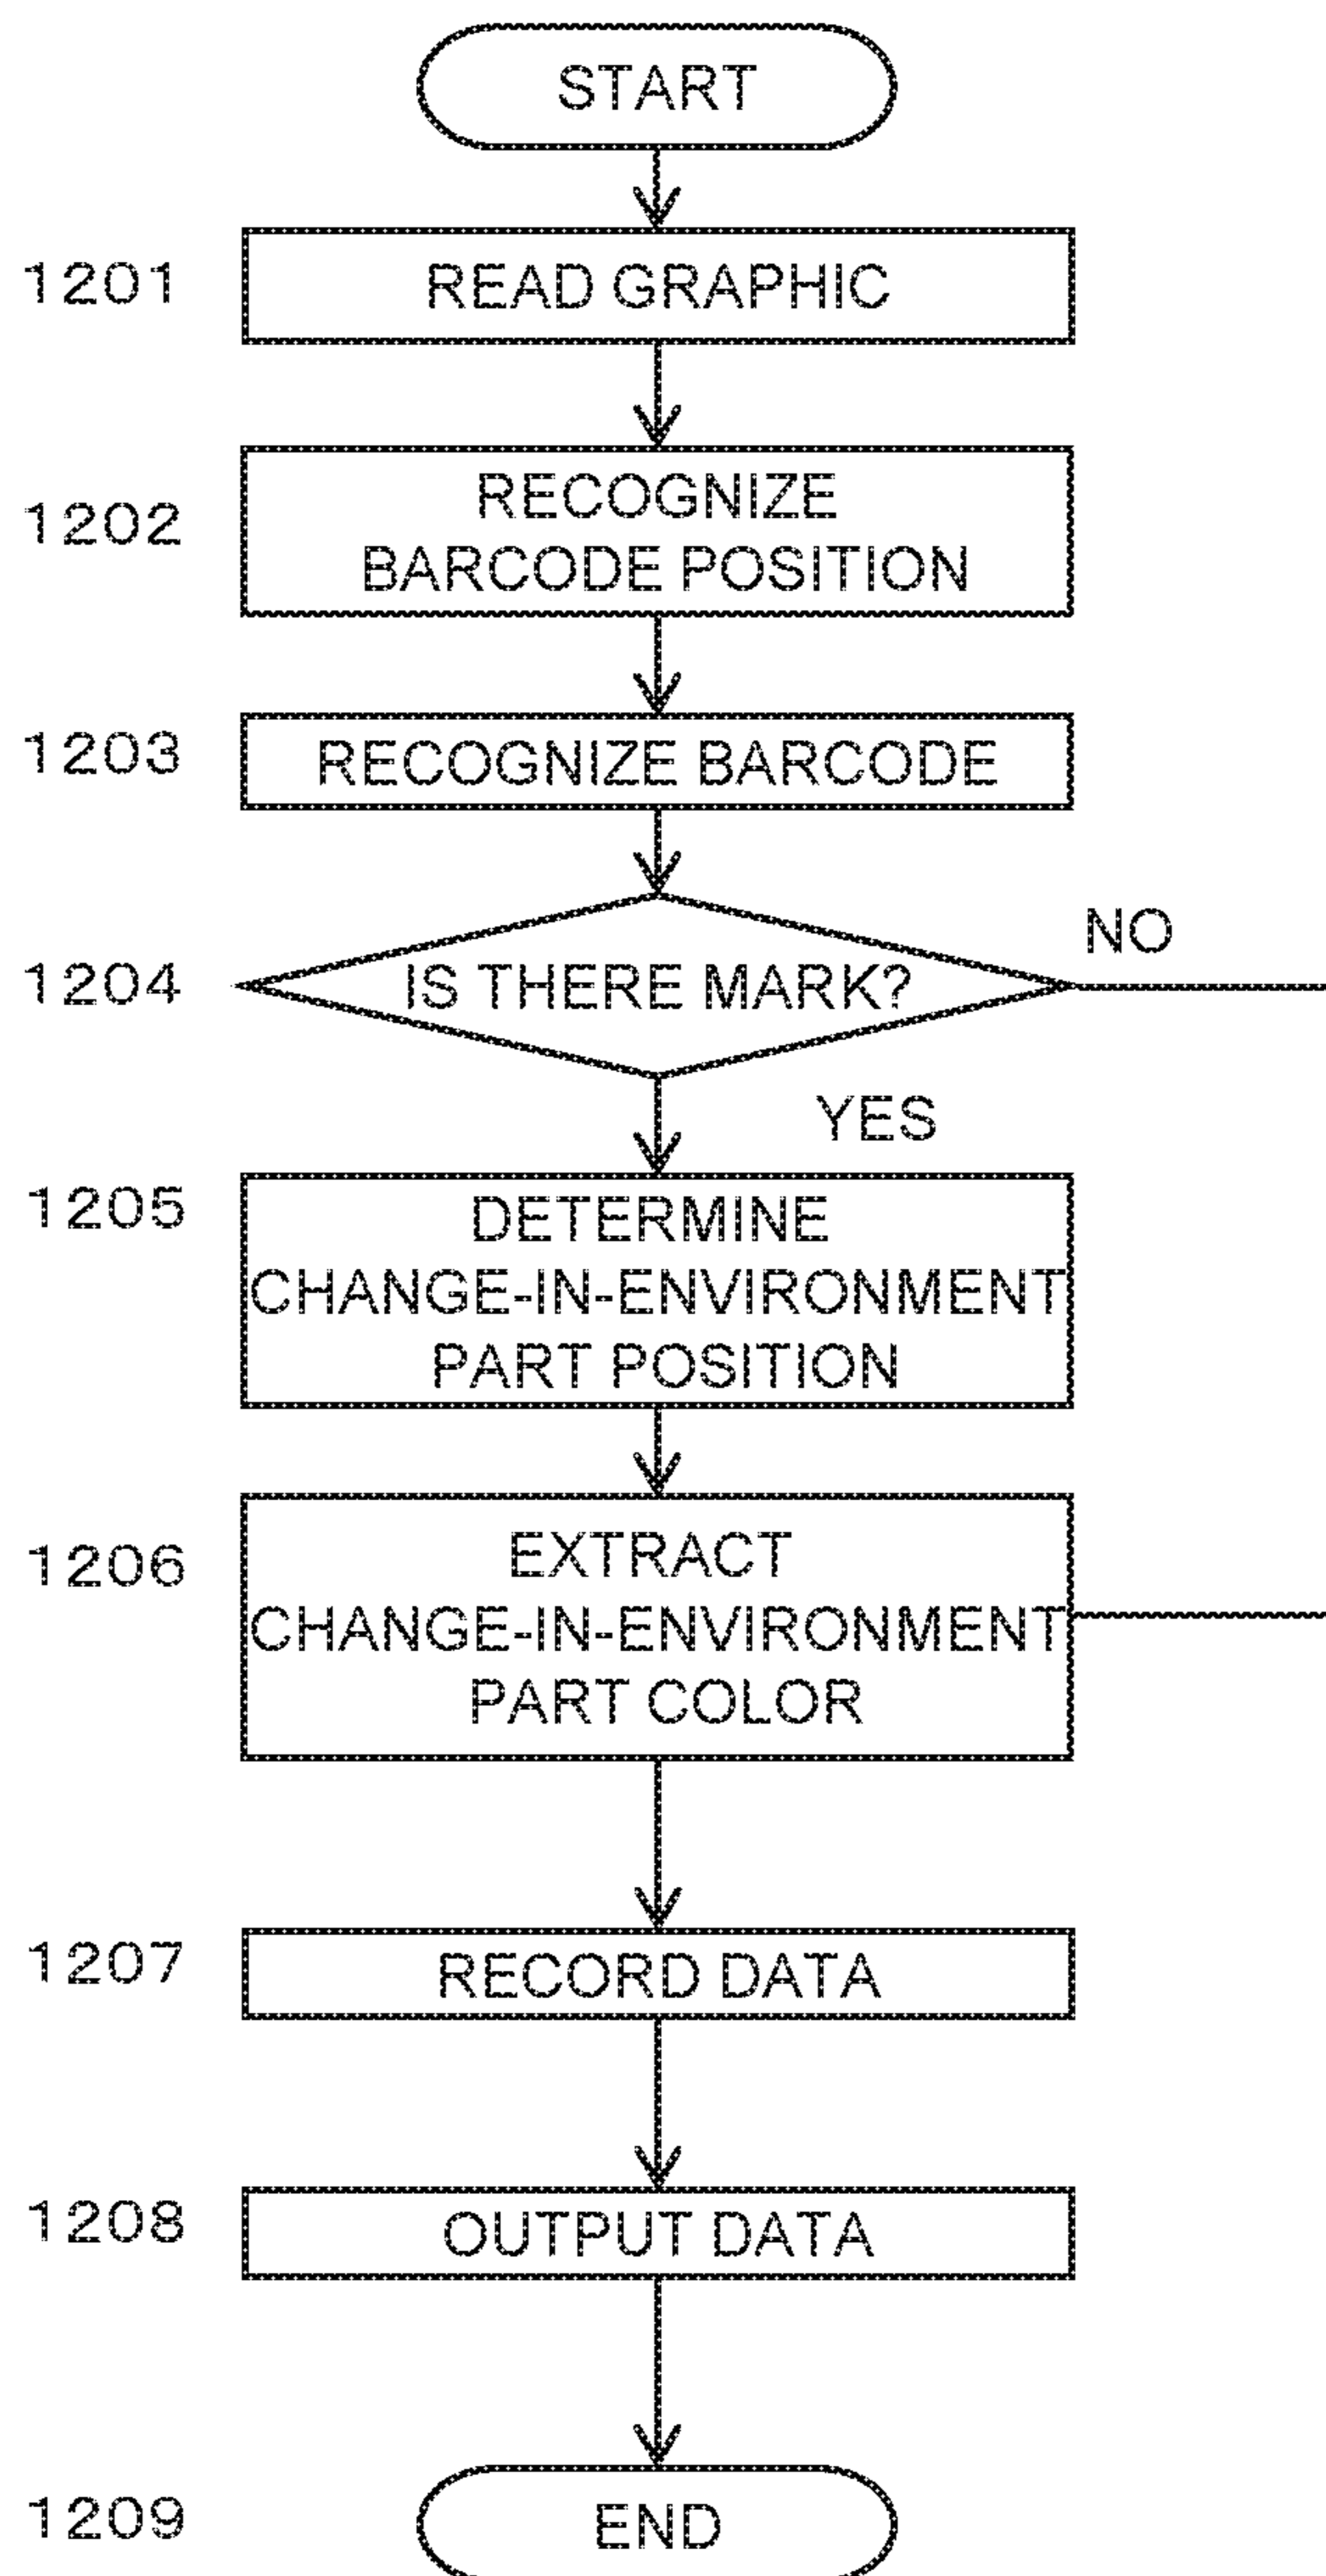 START
1201
READ GRAPHIC
1202
RECOGNIZE
BARCODE POSITION
1203
RECOGNIZE BARCODE
1204
IS THERE MARK?
NO
YES
1205
DETERMINE
CHANGE-IN-ENVIRONMENT
PART POSITION
1206
EXTRACT
CHANGE-IN-ENVIRONMENT
PART COLOR
1207
RECORD DATA
1208
OUTPUT DATA
1209
END